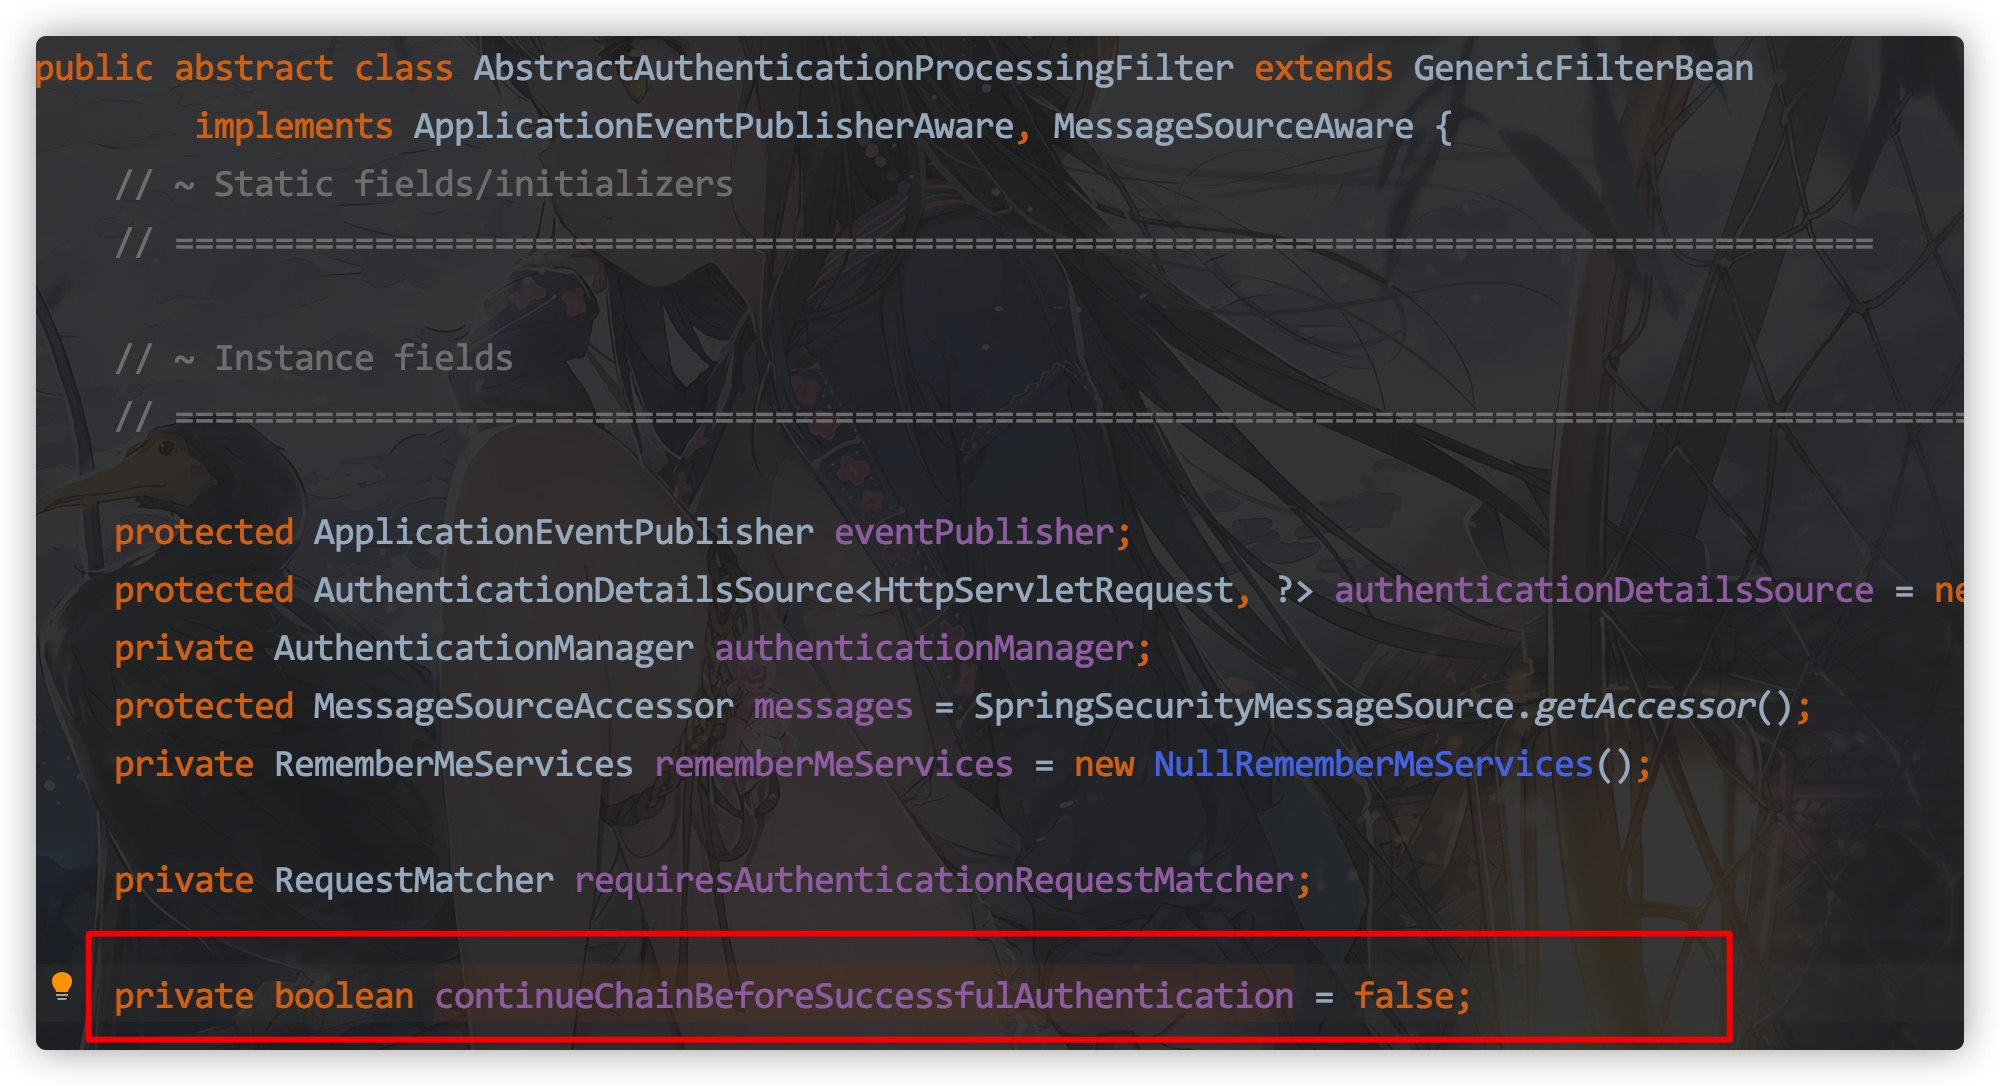 public abstract class AbstractAuthenticationProcessingFilter extends GenericFilterBean
implements ApplicationEventPublisherAware, MessageSourceAware {
// ~ Static fields/initializers
// =====================================================================================
// ~ Instance fields
// ==========================================================================================
protected ApplicationEventPublisher eventPublisher;
protected AuthenticationDetailsSource<HttpServletRequest, ?> authenticationDetailsSource = ne
private AuthenticationManager authenticationManager;
protected MessageSourceAccessor messages = SpringSecurityMessageSource.getAccessor();
private RememberMeServices rememberMeServices = new NullRememberMeServices();
private RequestMatcher requiresAuthenticationRequestMatcher;
private boolean continueChainBeforeSuccessfulAuthentication = false;